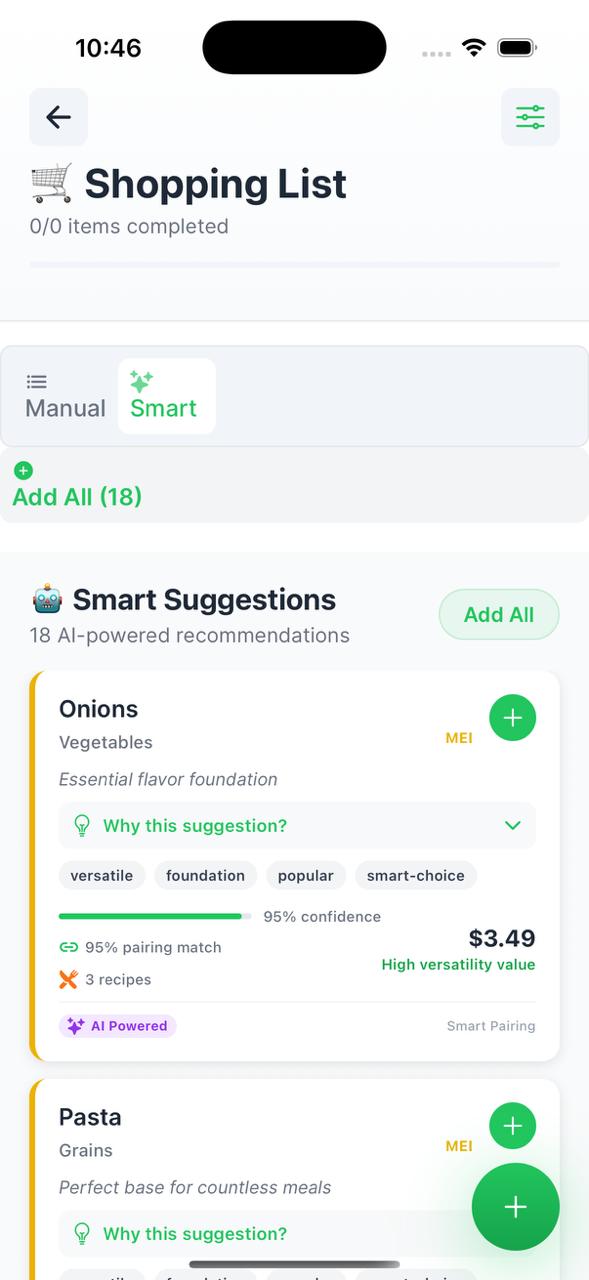 10:46
Shopping List
0/0 items completed
Manual
Smart
Add All (18)
Smart Suggestions
18 AI-powered recommendations
Add All
Onions
Vegetables
MEI
Essential flavor foundation
Why this suggestion?
versatile foundation popular smart-choice
95% confidence
95% pairing match
3 recipes
$3.49
High versatility value
AI Powered
Smart Pairing
Pasta
Grains
MEI
Perfect base for countless meals
Why this suggestion?